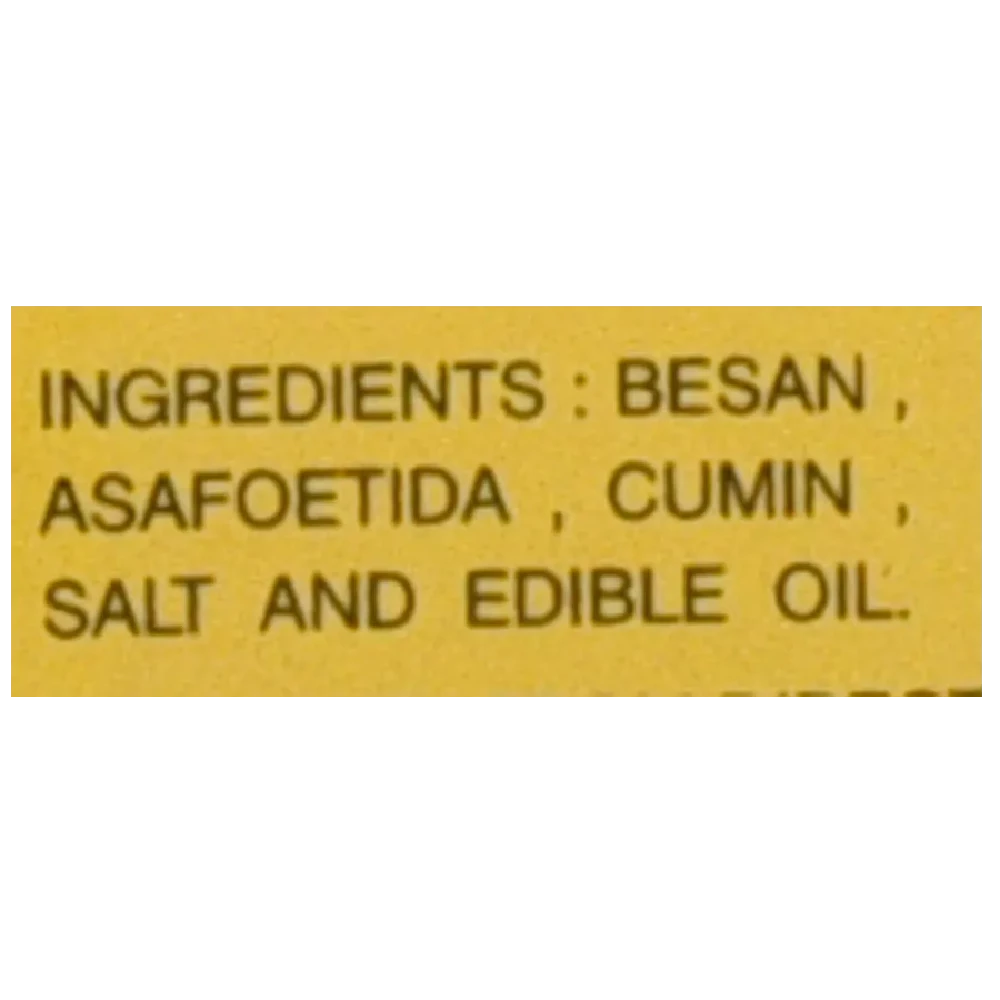 INGREDIENTS : BESAN ,
ASAFOETIDA , CUMIN ,
SALT AND EDIBLE OIL.